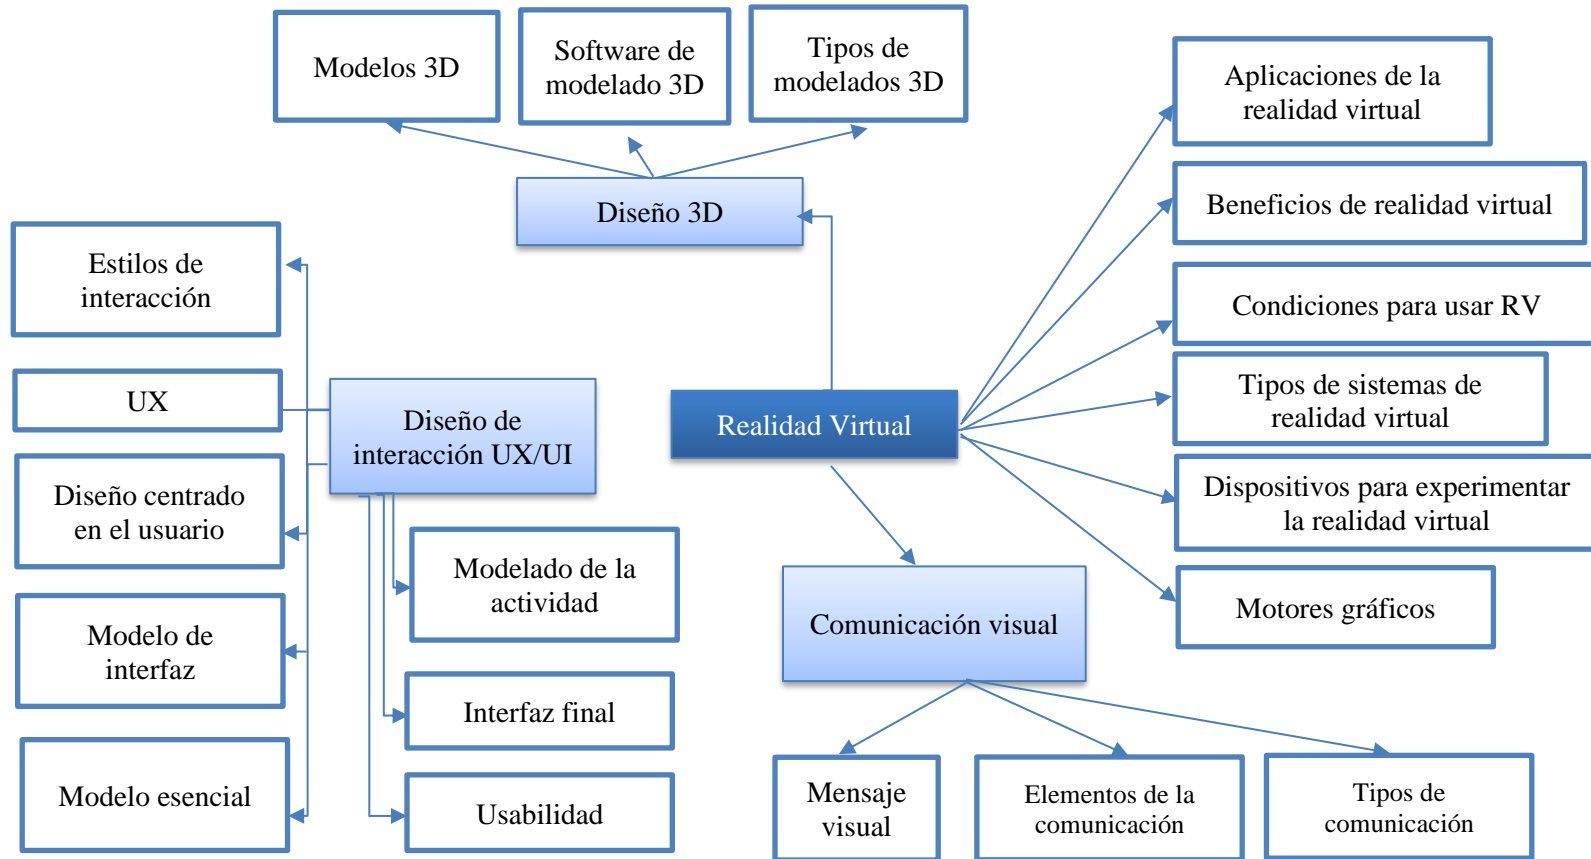 Modelos 3D
Software de
modelado 3D
Tipos de
modelados 3D
Aplicaciones de la
realidad virtual
Diseño 3D
Beneficios de realidad virtual
Estilos de
interacción
Condiciones para usar RV
UX
Diseño de
interacción UX/UI
Realidad Virtual
Tipos de sistemas de
realidad virtual
Diseño centrado
en el usuario
Dispositivos para experimentar
la realidad virtual
Modelado de la
actividad
Comunicación visual
Motores gráficos
Modelo de
interfaz
Interfaz final
Modelo esencial
Usabilidad
Mensaje
visual
Elementos de la
comunicación
Tipos de
comunicación